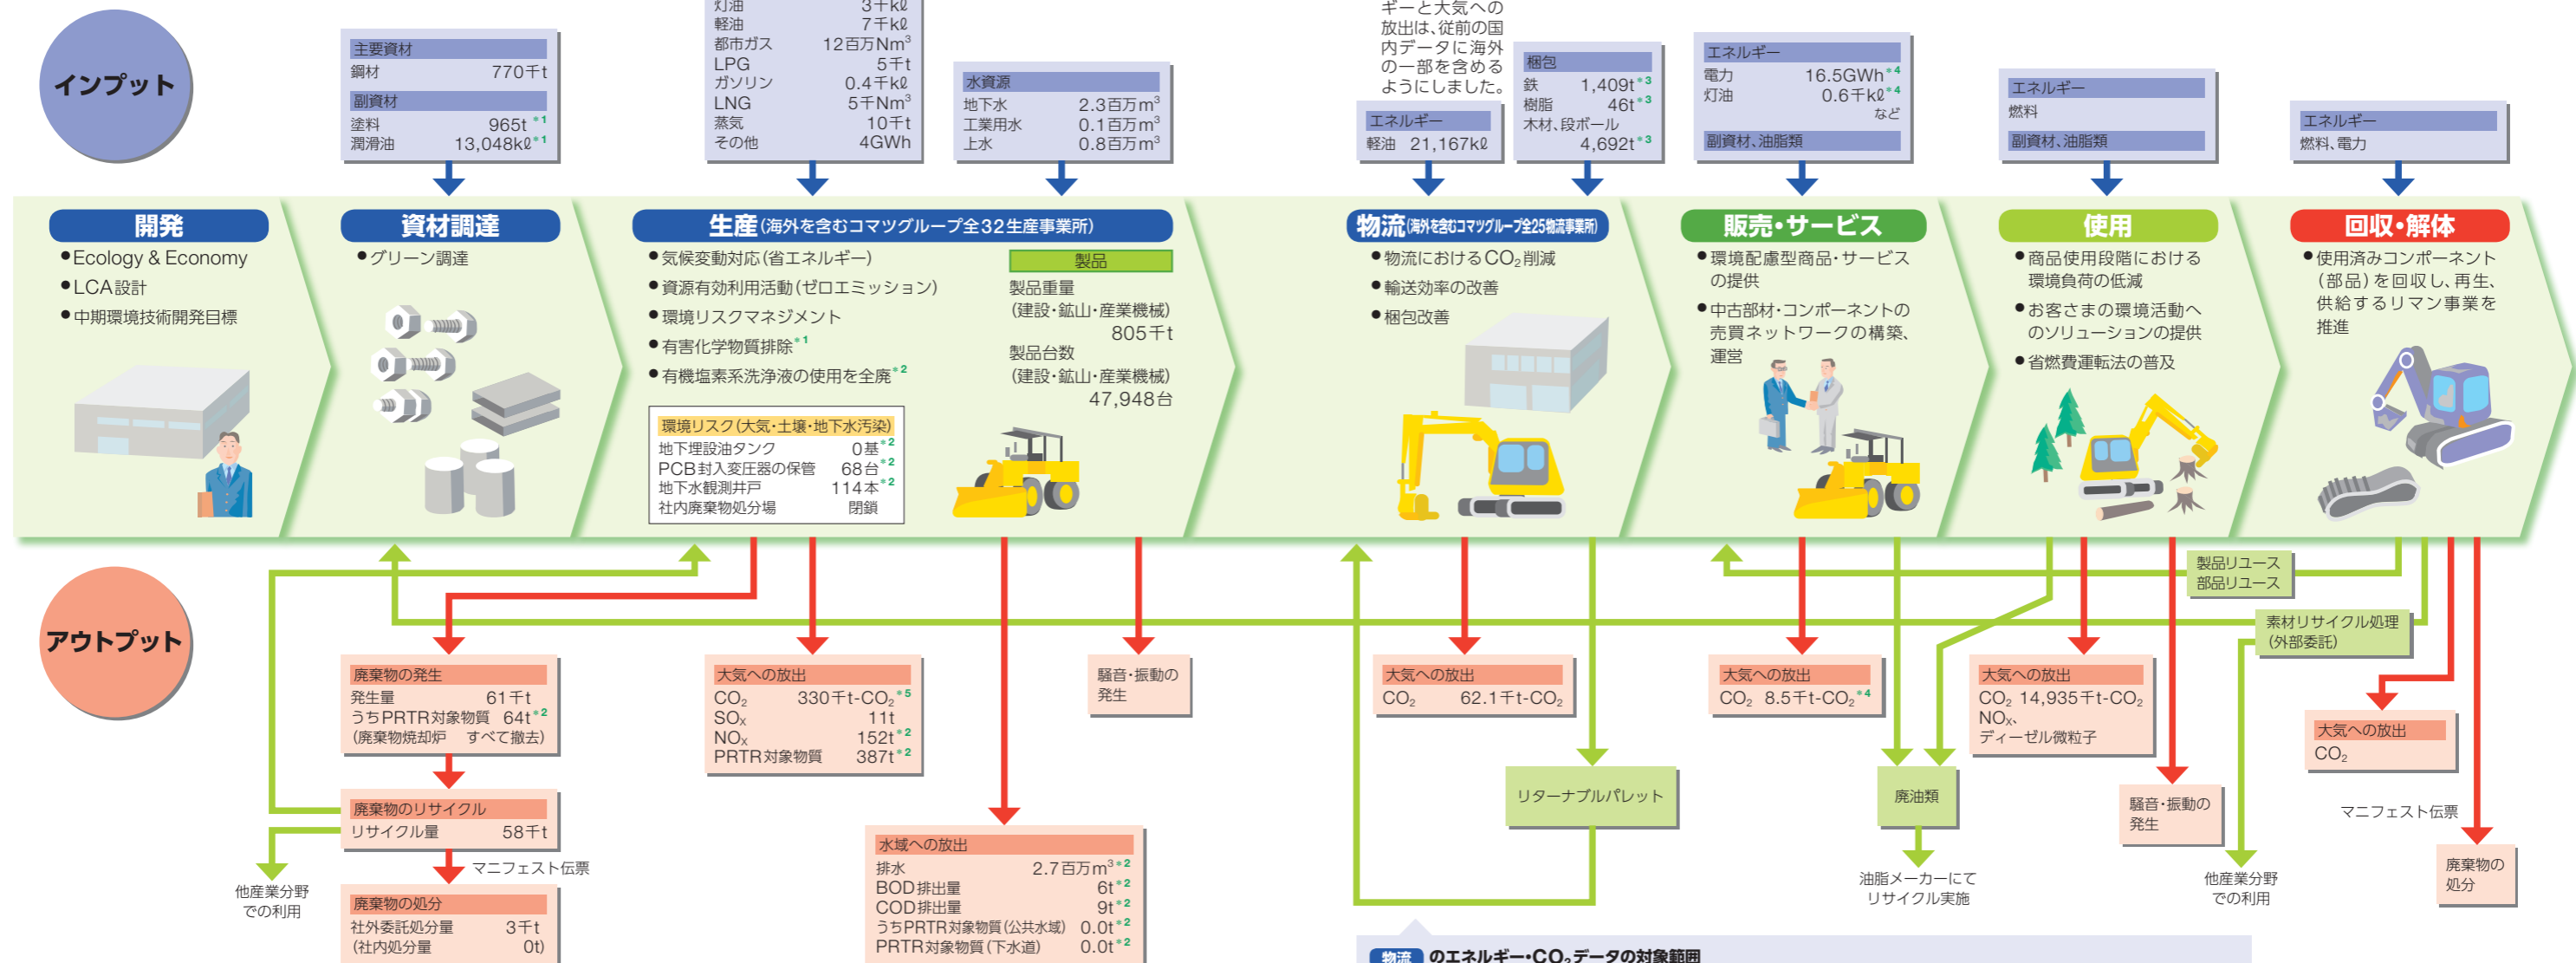 インプット
主要資材
鋼材 770千t
副資材
塗料 965t *1
潤滑油 13,048kℓ*1
灯油 3千kℓ
軽油 7千kℓ
都市ガス 12百万Nm³
LPG 5千t
ガソリン 0.4千kℓ
LNG 5千Nm³
蒸気 10千t
その他 4GWh
水資源
地下水 2.3百万m³
工業用水 0.1百万m³
上水 0.8百万m³
ギーと大気への
放出は、従前の国
内データに海外
の一部を含める
ようにしました。
エネルギー
軽油 21,167kℓ
梱包
鉄 1,409t*3
樹脂 46t*3
木材、段ボール
4,692t*3
エネルギー
電力 16.5GWh*4
灯油 0.6千kℓ*4
など
副資材、油脂類
エネルギー
燃料
副資材、油脂類
エネルギー
燃料、電力
開発
●Ecology & Economy
●LCA設計
●中期環境技術開発目標
資材調達
●グリーン調達
生産(海外を含むコマツグループ全32生産事業所)
●気候変動対応(省エネルギー)
●資源有効利用活動(ゼロエミッション)
●環境リスクマネジメント
●有害化学物質排除*1
●有機塩素系洗浄液の使用を全廃*2
製品
製品重量
(建設・鉱山・産業機械)
805千t
製品台数
(建設・鉱山・産業機械)
47,948台
環境リスク(大気・土壌・地下水汚染)
地下埋設油タンク 0基*2
PCB封入変圧器の保管 68台*2
地下水観測井戸 114本*2
社内廃棄物処分場 閉鎖
物流(海外を含むコマツグループ全25物流事業所)
●物流におけるCO₂削減
●輸送効率の改善
●梱包改善
販売・サービス
●環境配慮型商品・サービス
の提供
●中古部材・コンポーネントの
売買ネットワークの構築、
運営
使用
●商品使用段階における
環境負荷の低減
●お客さまの環境活動へ
のソリューションの提供
●省燃費運転法の普及
回収・解体
●使用済みコンポーネント
(部品)を回収し、再生、
供給するリマン事業を
推進
アウトプット
製品リユース
部品リユース
素材リサイクル処理
(外部委託)
廃棄物の発生
発生量 61千t
うちPRTR対象物質 64t*2
(廃棄物焼却炉 すべて撤去)
廃棄物のリサイクル
リサイクル量 58千t
マニフェスト伝票
他産業分野
での利用
廃棄物の処分
社外委託処分量 3千t
(社内処分量 0t)
大気への放出
CO₂ 330千t-CO₂*5
SOx 11t
NOx 152t*2
PRTR対象物質 387t*2
水域への放出
排水 2.7百万m³*2
BOD排出量 6t*2
COD排出量 9t*2
うちPRTR対象物質(公共水域) 0.0t*2
PRTR対象物質(下水道) 0.0t*2
騒音・振動の
発生
大気への放出
CO₂ 62.1千t-CO₂
リターナブルパレット
大気への放出
CO₂ 8.5千t-CO₂*4
廃油類
油脂メーカーにて
リサイクル実施
大気への放出
CO₂ 14,935千t-CO₂
NOx、
ディーゼル微粒子
騒音・振動の
発生
他産業分野
での利用
大気への放出
CO₂
マニフェスト伝票
廃棄物の
処分
物流 のエネルギー・CO₂データの対象範囲